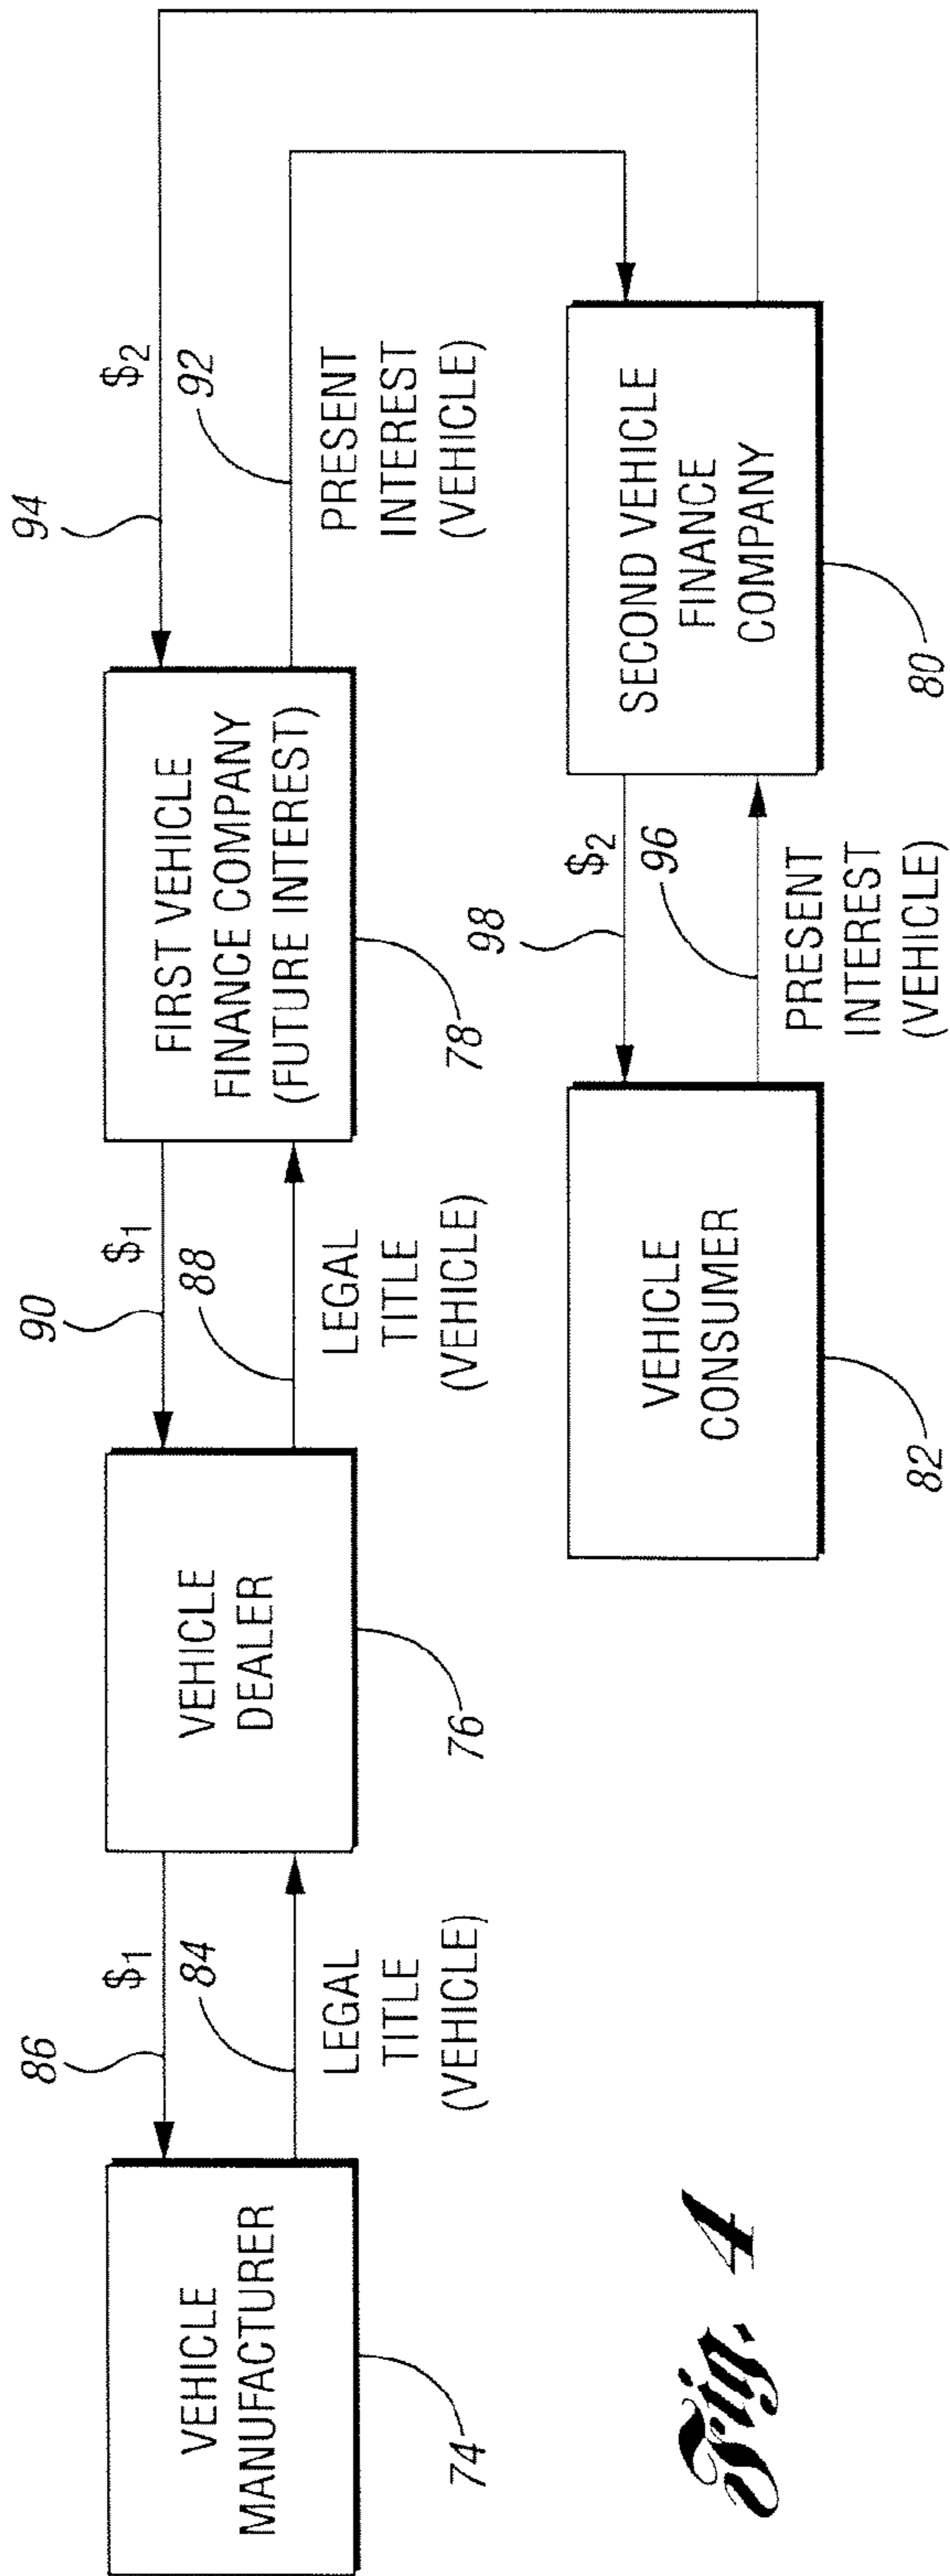 86
$1
84
LEGAL
TITLE
(VEHICLE)
90
$1
88
LEGAL
TITLE
(VEHICLE)
94
$2
92
PRESENT
INTEREST
(VEHICLE)
VEHICLE
MANUFACTURER
74
VEHICLE
DEALER
76
FIRST VEHICLE
FINANCE COMPANY
(FUTURE INTEREST)
78
VEHICLE
CONSUMER
82
98
$2
96
PRESENT
INTEREST
(VEHICLE)
SECOND VEHICLE
FINANCE
COMPANY
80
Fig. 4